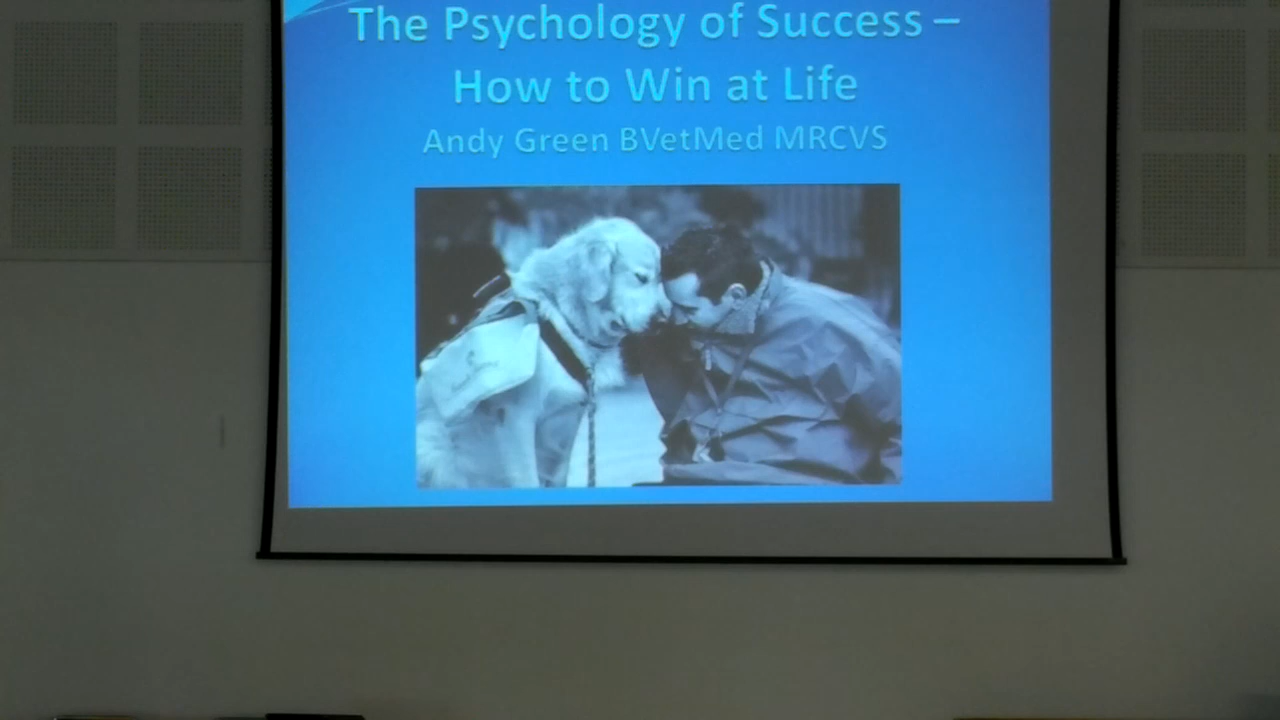 The Psychology of Success –
How to Win at Life
Andy Green BVetMed MRCVS